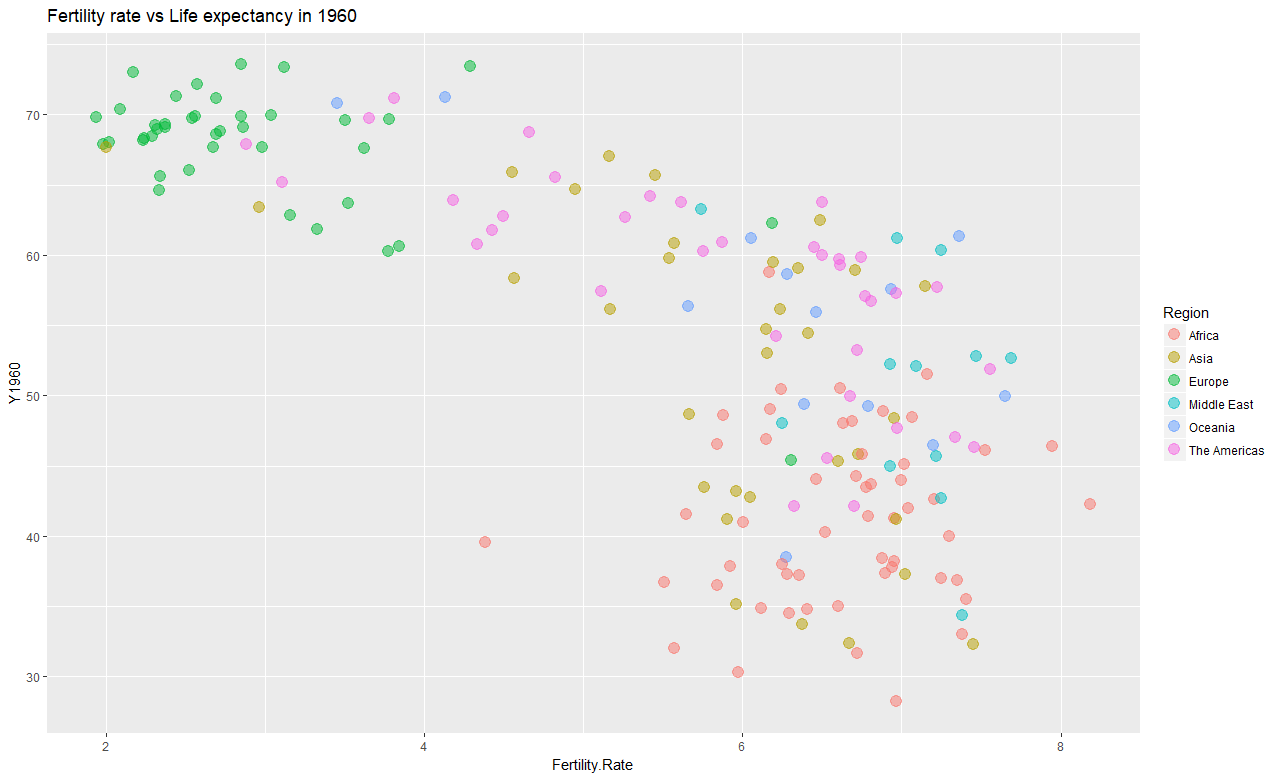 Fertility rate vs Life expectancy in 1960
70
60
50
40
30
Y1960
2
4
6
8
Fertility.Rate
Region
Africa
Asia
Europe
Middle East
Oceania
The Americas